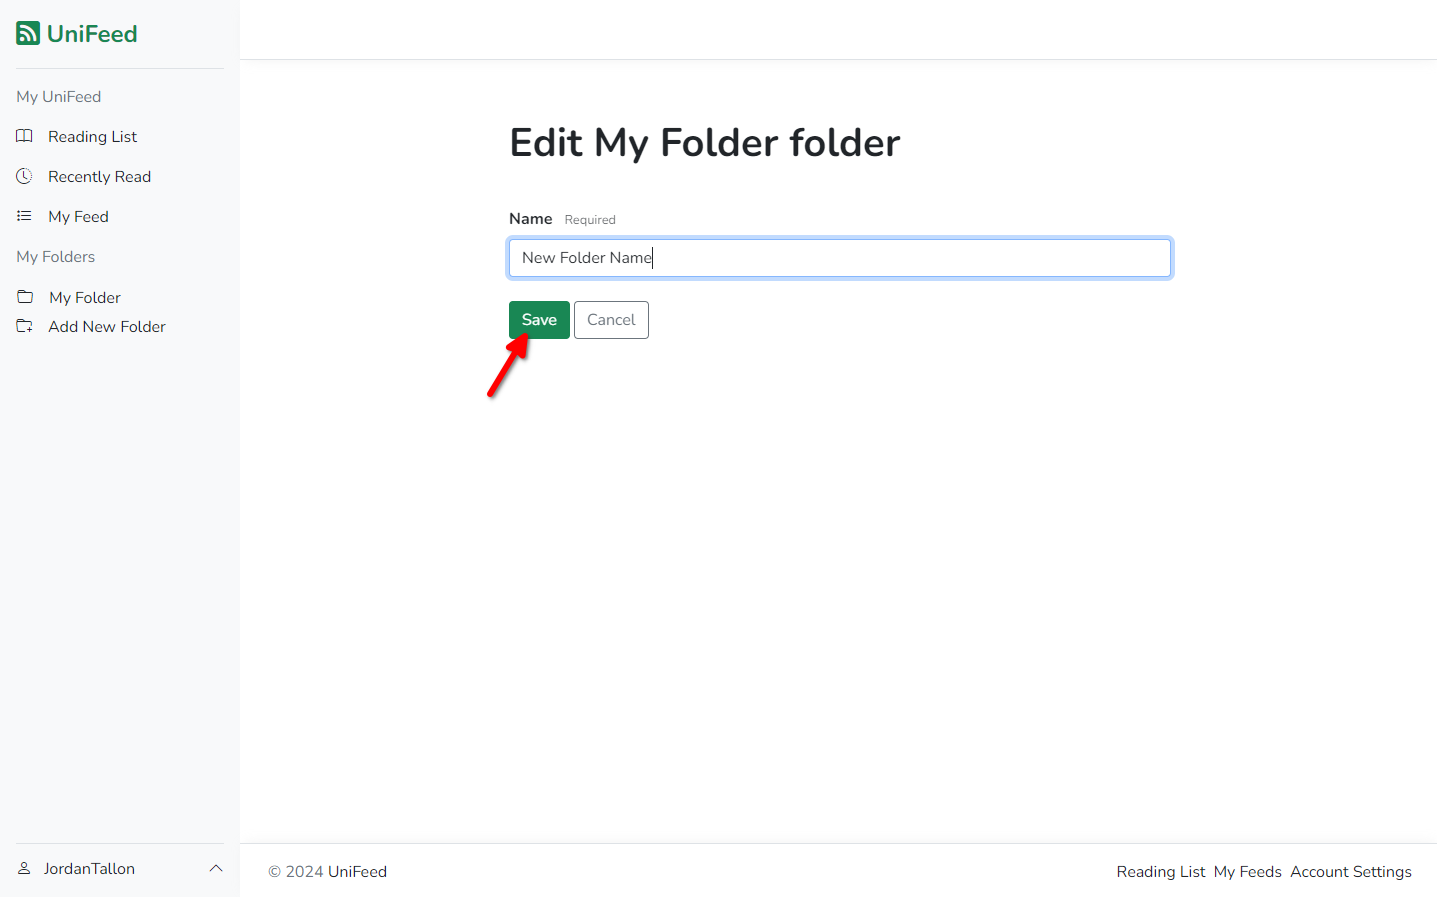 UniFeed
My UniFeed
Reading List
Recently Read
My Feed
My Folders
My Folder
Add New Folder
JordanTallon
Edit My Folder folder
Name Required
New Folder Name
Save Cancel
© 2024 UniFeed
Reading List My Feeds Account Settings